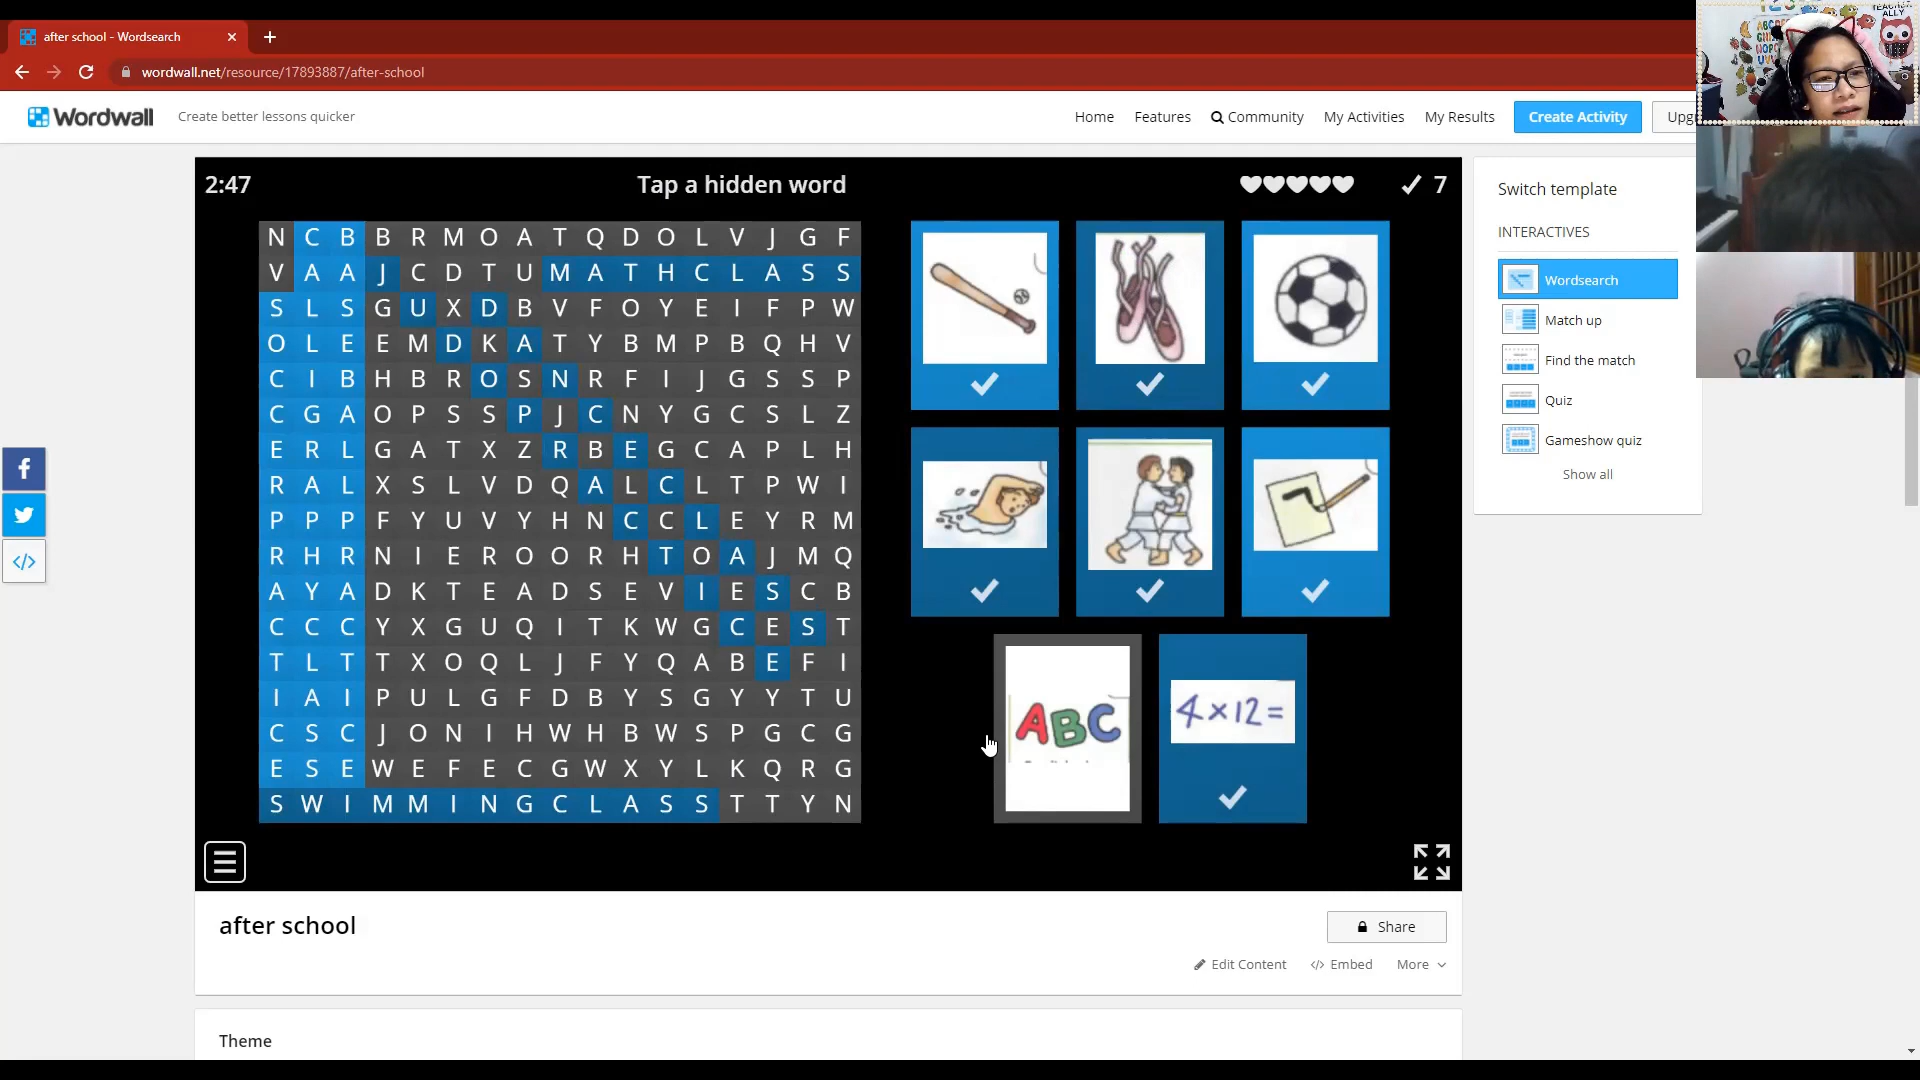 after school - Wordsearch
wordwall.net/resource/17893887/after-school
Wordwall
Create better lessons quicker
Home
Features
Community
My Activities
My Results
Create Activity
2:47
Tap a hidden word
7
N C B B R M O A T Q D O L V J G F
V A A J C D T U M A T H C L A S S
S L S G U X D B V F O Y E I F P W
O L E E M D K A T Y B M P B Q H V
C I B H B R O S N R F I J G S S P
C G A O P S S P J C N Y G C S L Z
E R L G A T X Z R B E G C A P L H
R A L X S L V D Q A L C L T P W I
P P P F Y U V Y H N C C L E Y R M
R H R N I E R O O R H T O A J M Q
A Y A D K T E A D S E V I E S C B
C C C Y X G U Q I T K W G C E S T
T L T T X O Q L J F Y Q A B E F I
I A I P U L G F D B Y S G Y Y T U
C S C J O N I H W H B W S P G C G
E S E W E F E C G W X Y L K Q R G
S W I M M I N G C L A S S T T Y N
ABC
4 x 12 =
Switch template
INTERACTIVES
Wordsearch
Match up
Find the match
Quiz
Gameshow quiz
Show all
after school
Share
Edit Content
Embed
More
Theme
TEACHER
ALLY